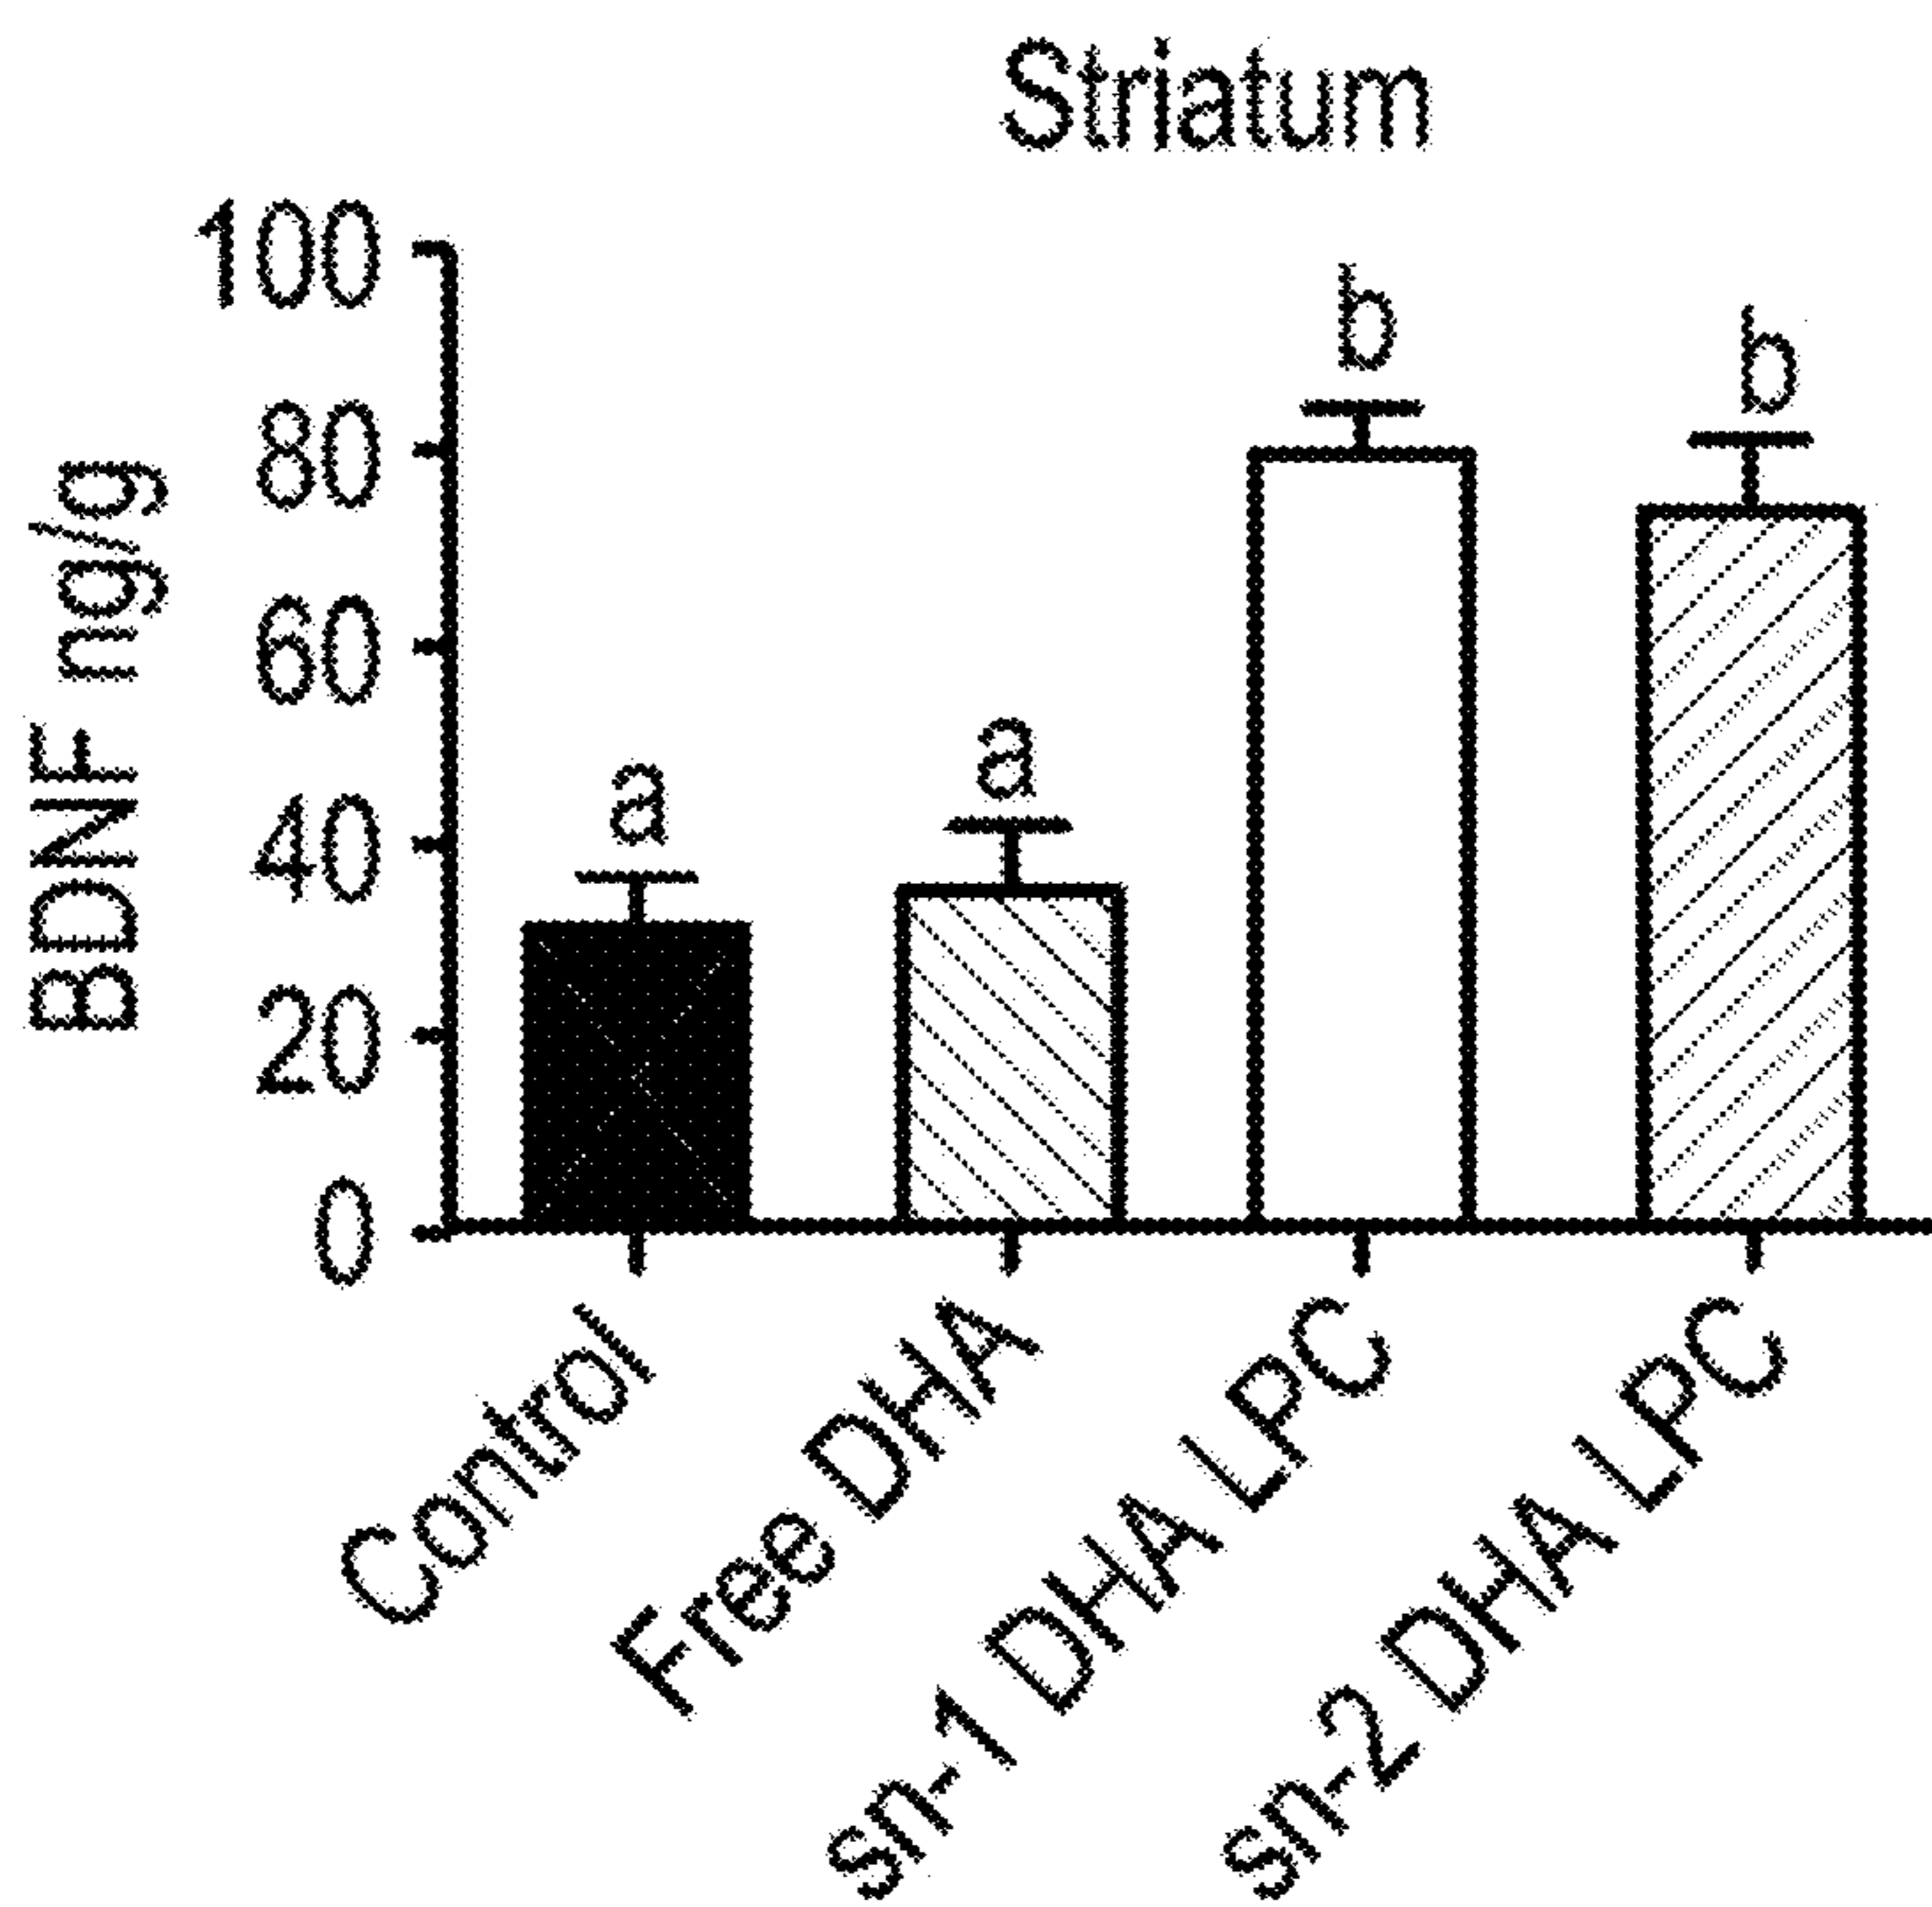 Striatum
BDNF ng/g
100
80
60
40
20
0
a
a
b
b
Control
Free DHA
sn-1 DHA LPC
sn-2 DHA LPC